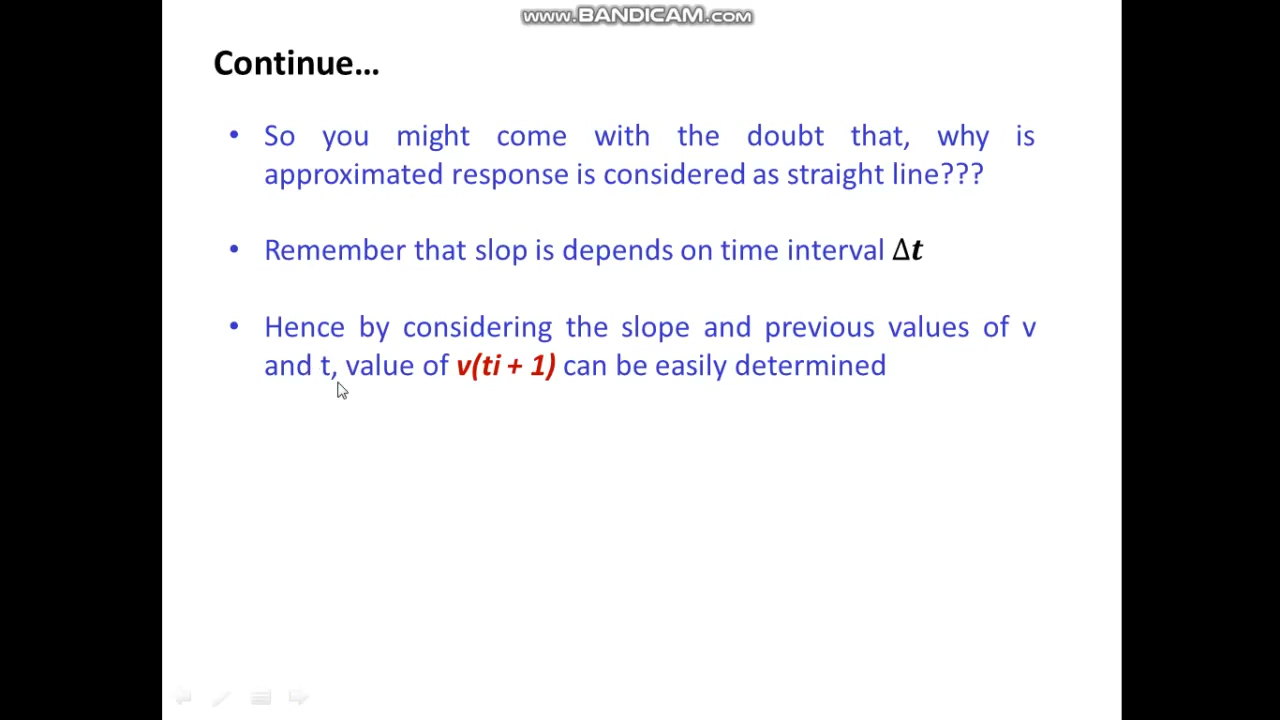 www.BANDICAM.com
Continue...
• So you might come with the doubt that, why is
approximated response is considered as straight line???
• Remember that slop is depends on time interval Δt
• Hence by considering the slope and previous values of v
and t, value of v(ti + 1) can be easily determined